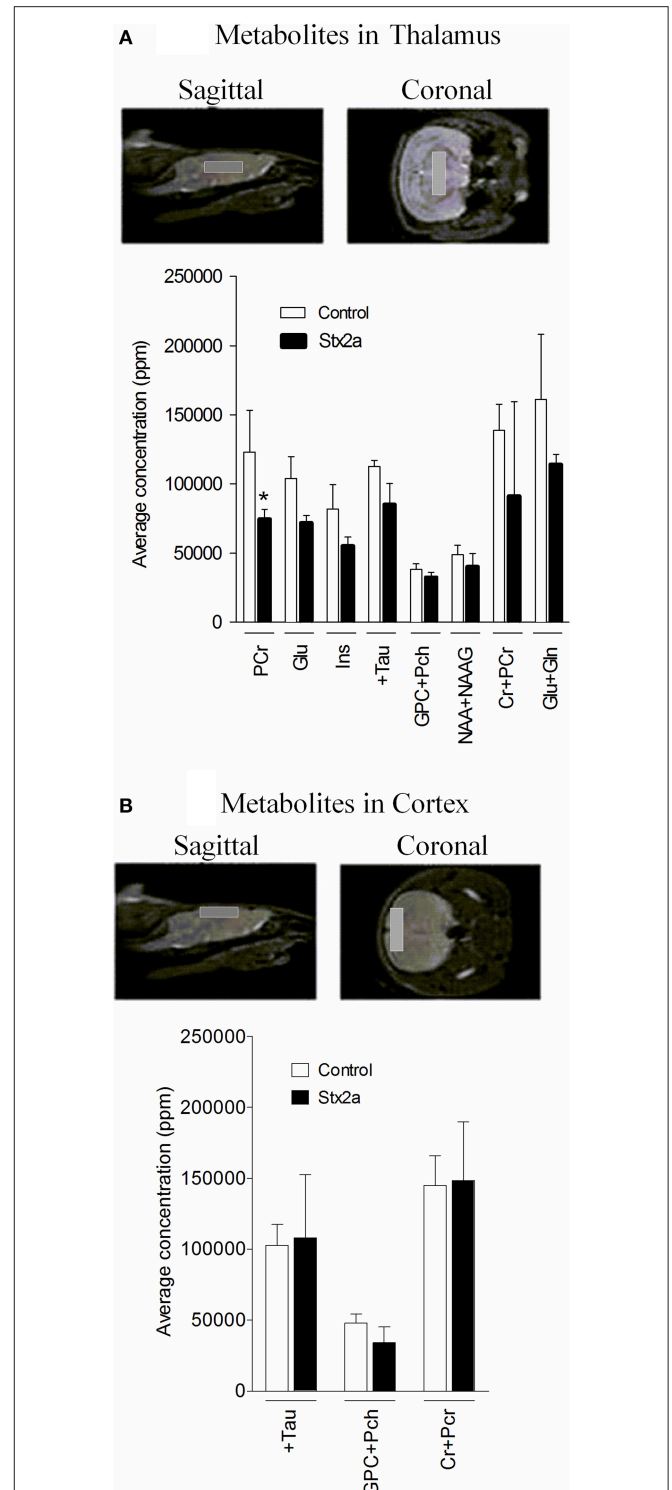 A
Metabolites in Thalamus
Sagittal
Coronal
250000
200000
150000
100000
50000
0
Average concentration (ppm)
Control
Stx2a
*
PCr
Glu
Ins
+Tau
GPC+Pch
NAA+NAAG
Cr+PCr
Glu+Gln
B
Metabolites in Cortex
Sagittal
Coronal
250000
200000
150000
100000
50000
0
Average concentration (ppm)
Control
Stx2a
+Tau
GPC+Pch
Cr+Pcr